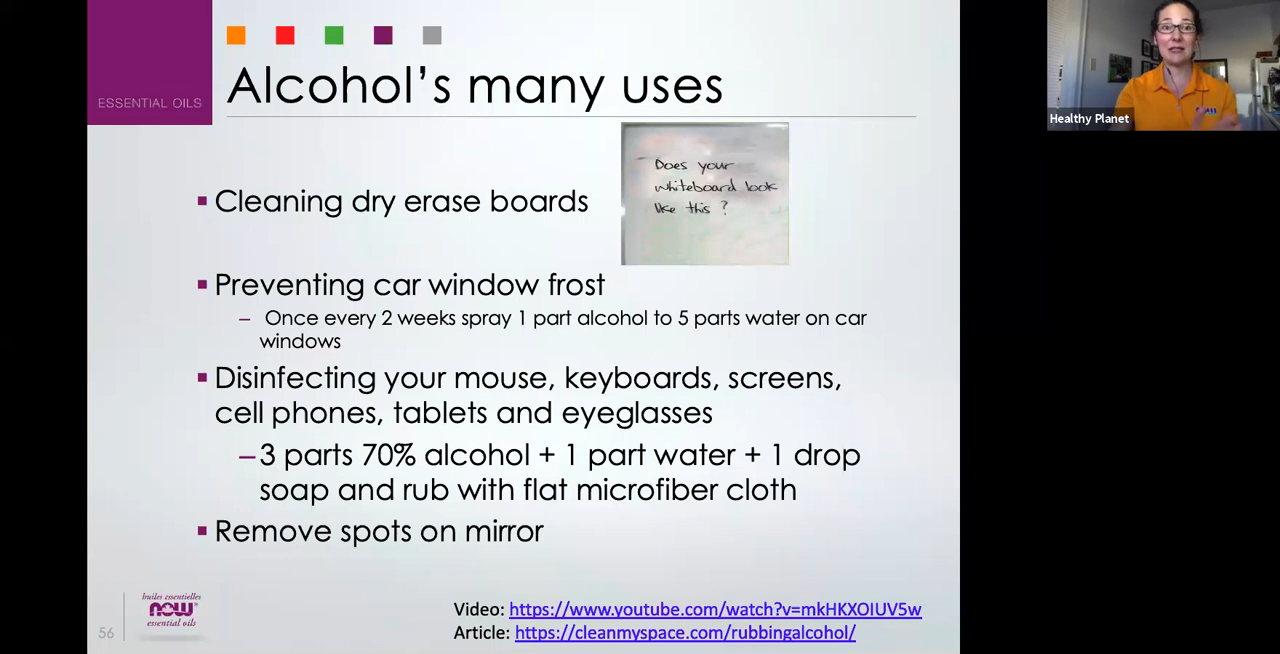 ESSENTIAL OILS
Alcohol's many uses
Healthy Planet
Does your
whiteboard look
like this ?
▪ Cleaning dry erase boards
▪ Preventing car window frost
– Once every 2 weeks spray 1 part alcohol to 5 parts water on car
windows
▪ Disinfecting your mouse, keyboards, screens,
cell phones, tablets and eyeglasses
– 3 parts 70% alcohol + 1 part water + 1 drop
soap and rub with flat microfiber cloth
▪ Remove spots on mirror
huiles essentielles
now®
essential oils
56
Video: https://www.youtube.com/watch?v=mkHKXOIUV5w
Article: https://cleanmyspace.com/rubbingalcohol/